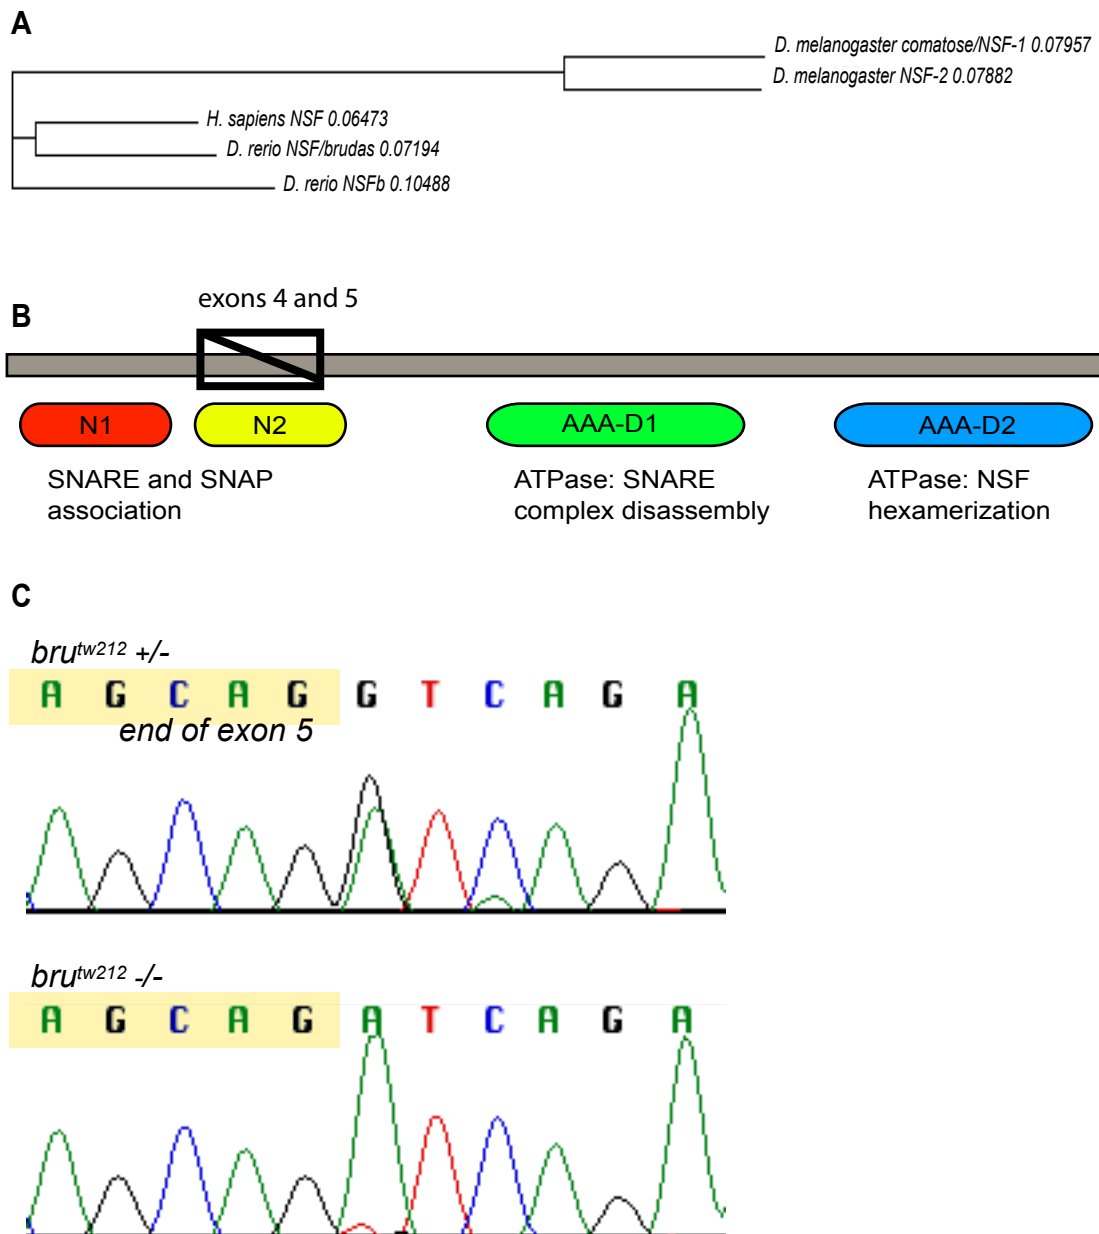 A
D. melanogaster comatose/NSF-1 0.07957
D. melanogaster NSF-2 0.07882
H. sapiens NSF 0.06473
D. rerio NSF/brudas 0.07194
D. rerio NSFb 0.10488
exons 4 and 5
B
N1 N2 AAA-D1 AAA-D2
SNARE and SNAP association
ATPase: SNARE complex disassembly
ATPase: NSF hexamerization
C
bru^tw212 +/-
A G C A G G T C A G A
end of exon 5
bru^tw212 -/-
A G C A G A T C A G A